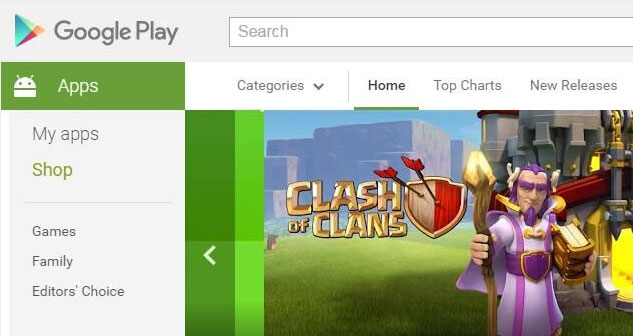 Google Play
Search
Apps
Categories
Home
Top Charts
New Releases
My apps
Shop
Games
Family
Editors' Choice
CLASH
OF CLANS